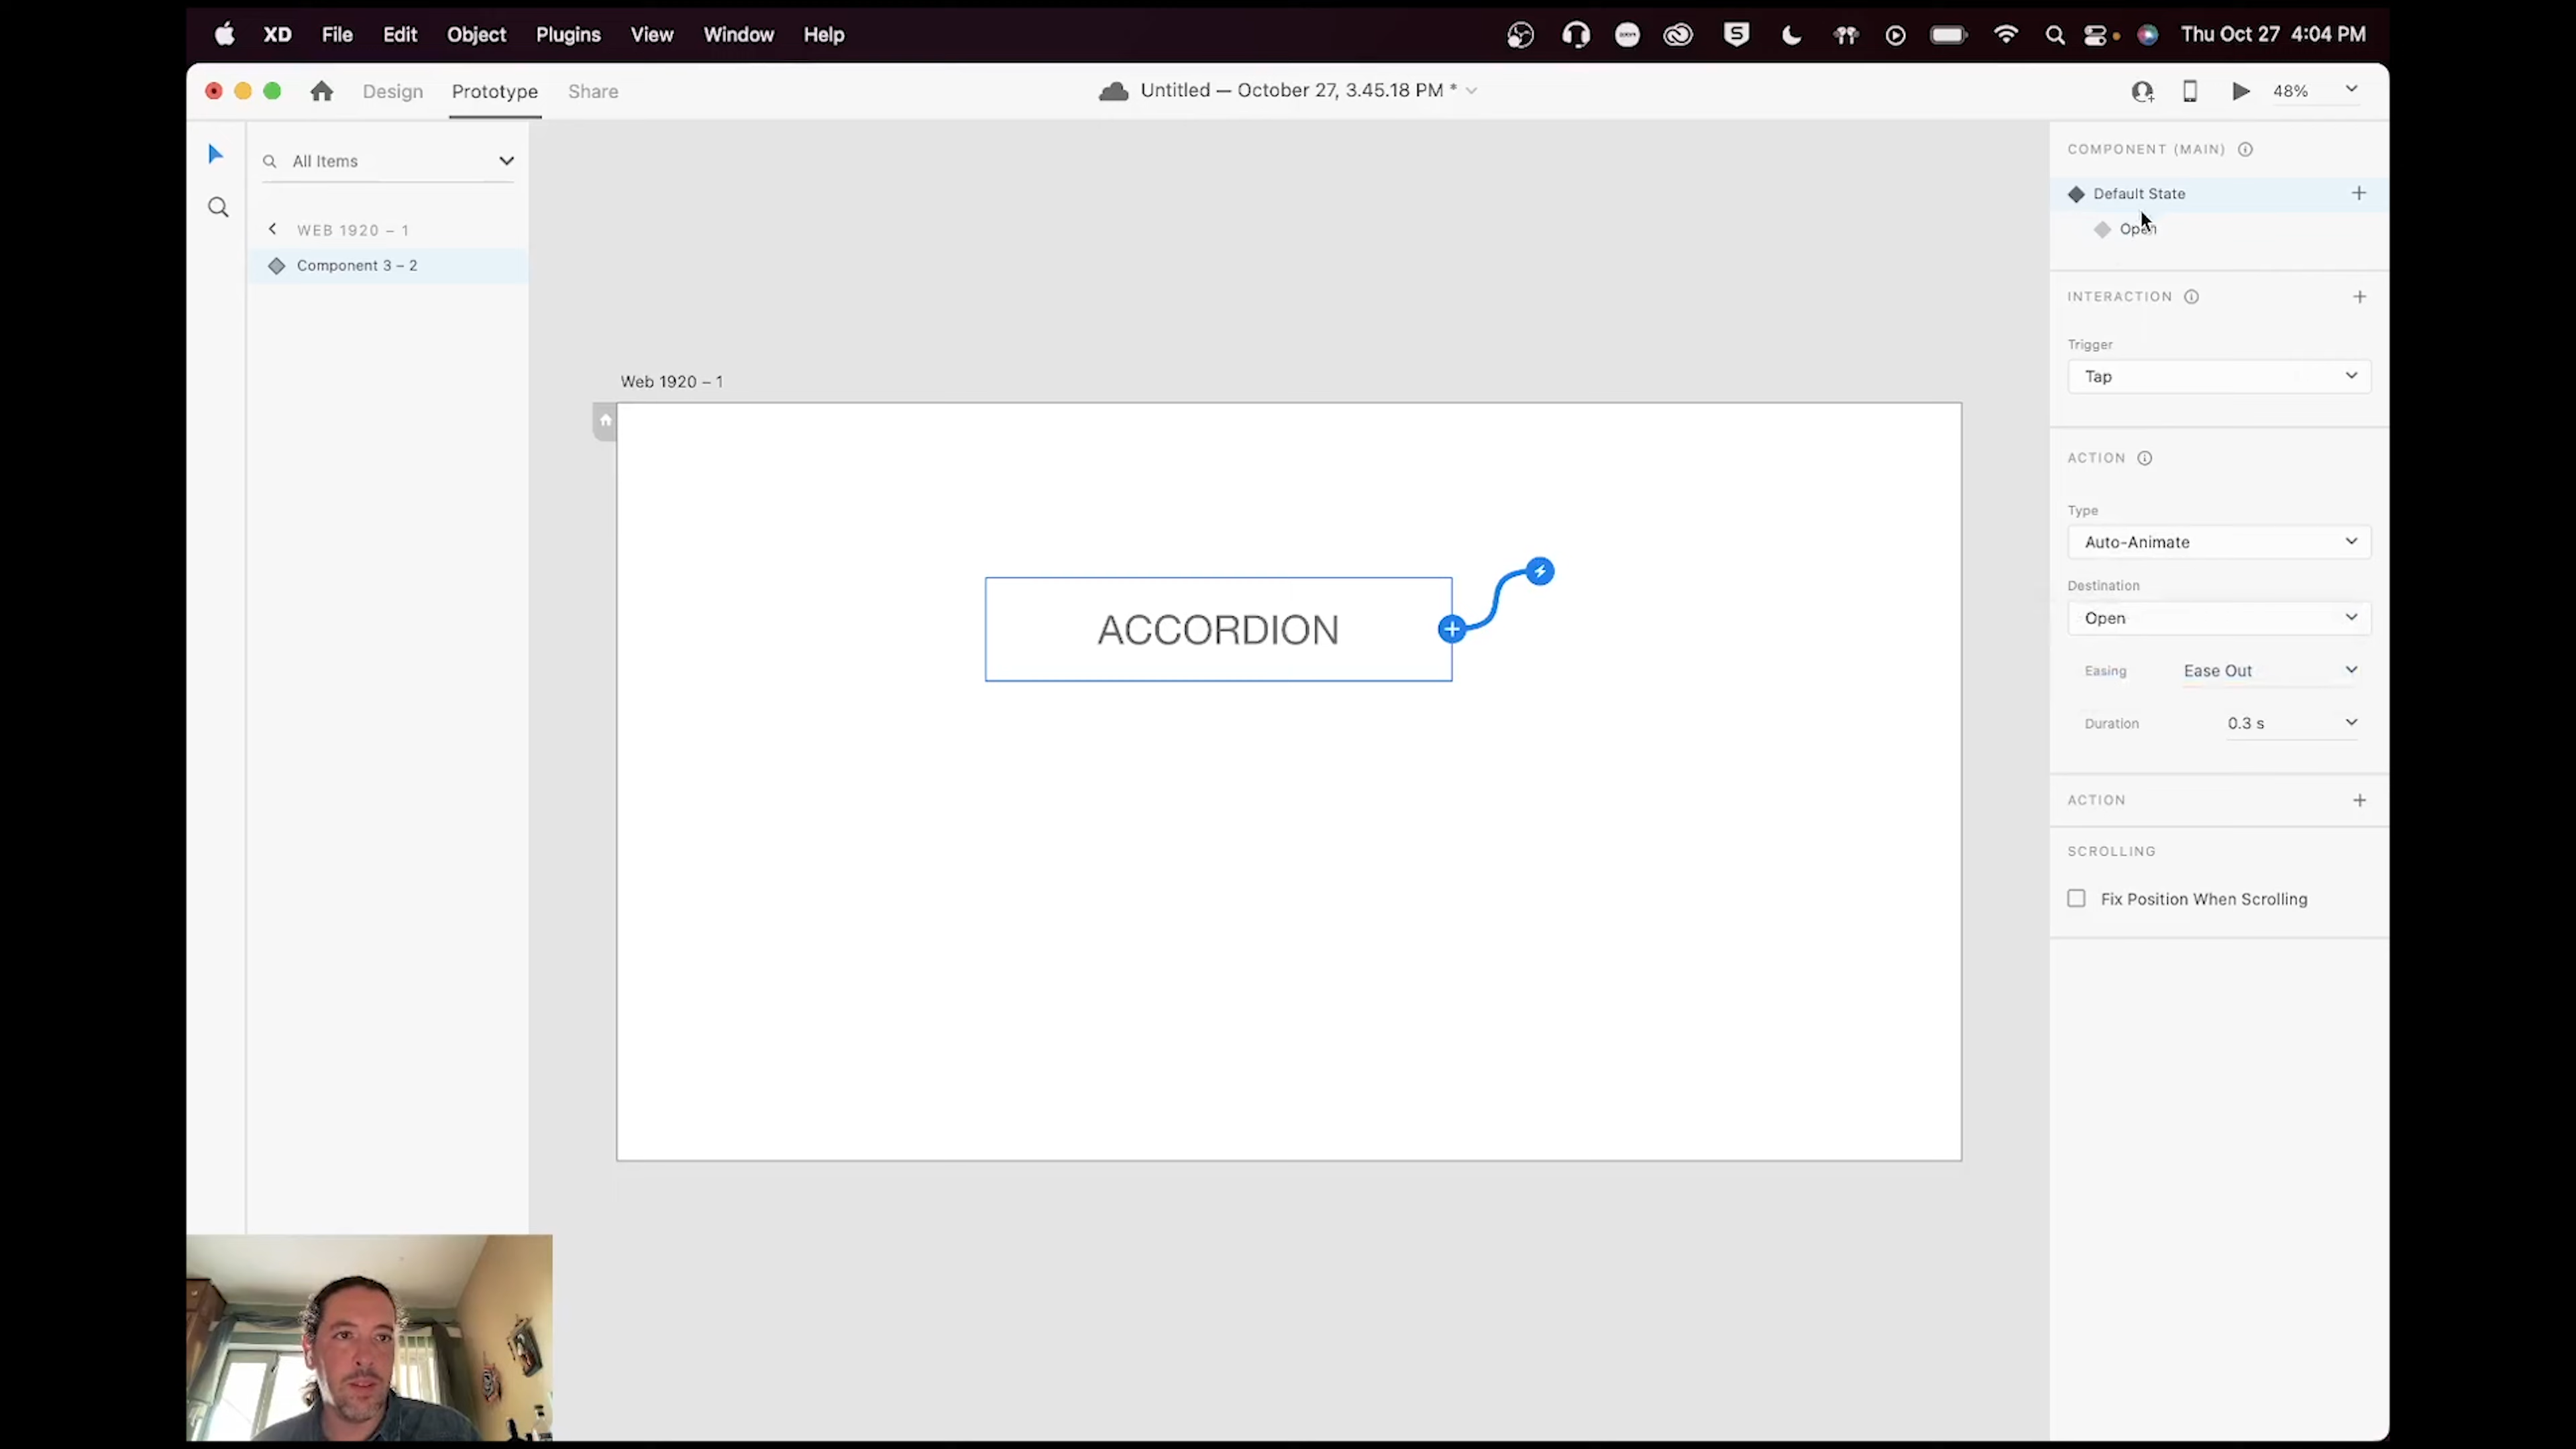 XD File Edit Object Plugins View Window Help Thu Oct 27 4:04 PM
Design Prototype Share Untitled — October 27, 3.45.18 PM * 48%
All Items
WEB 1920 – 1
Component 3 – 2
Web 1920 – 1
ACCORDION
COMPONENT (MAIN)
Default State
Open
INTERACTION
Trigger
Tap
ACTION
Type
Auto-Animate
Destination
Open
Easing Ease Out
Duration 0.3 s
ACTION
SCROLLING
Fix Position When Scrolling